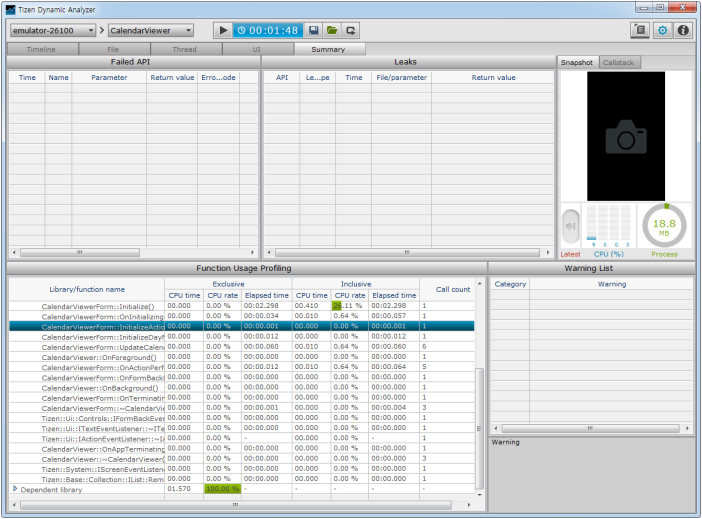 Tizen Dynamic Analyzer
emulator-26100 > CalendarViewer 00:01:48
Timeline File Thread UI Summary
Failed API Leaks Snapshot Callstack
Time Name Parameter Return value Erro...ode API Le...pe Time File/parameter Return value
18.8
MB
9 0 0 0
Latest CPU (%) Process
Function Usage Profiling Warning List
Library/function name Exclusive Inclusive Call count Category Warning
CPU time CPU rate Elapsed time CPU time CPU rate Elapsed time
CalendarViewerForm::Initialize() 00.000 0.00 % 00:02.298 00.410 26.11 % 00:02.298 1
CalendarViewerForm::OnInitializing 00.000 0.00 % 00:00.034 00.010 0.64 % 00:00.057 1
CalendarViewerForm::InitializeActio 00.000 0.00 % 00:00.001 00.000 0.00 % 00:00.001 1
CalendarViewerForm::InitializeDayN 00.000 0.00 % 00:00.012 00.000 0.00 % 00:00.012 1
CalendarViewerForm::UpdateCalen 00.000 0.00 % 00:00.060 00.010 0.64 % 00:00.060 6
CalendarViewer::OnForeground() 00.000 0.00 % 00:00.000 00.000 0.00 % 00:00.000 1
CalendarViewerForm::OnActionPerf 00.000 0.00 % 00:00.012 00.010 0.64 % 00:00.064 5
CalendarViewerForm::OnFormBackl 00.000 0.00 % 00:00.000 00.000 0.00 % 00:00.000 1
CalendarViewer::OnBackground() 00.000 0.00 % 00:00.000 00.000 0.00 % 00:00.000 1
CalendarViewerForm::OnTerminatin 00.000 0.00 % 00:00.000 00.000 0.00 % 00:00.000 1
CalendarViewerForm::~CalendarVie 00.000 0.00 % 00:00.001 00.000 0.00 % 00:00.004 3
Tizen::Ui::Controls::IFormBackEver 00.000 0.00 % 00:00.000 00.000 0.00 % 00:00.000 1
Tizen::Ui::ITextEventListener::~ITe 00.000 0.00 % 00:00.000 00.000 0.00 % 00:00.000 1
Tizen::Ui::IActionEventListener::~IA 00.000 0.00 % - 00.000 0.00 % - 1
CalendarViewer::OnAppTerminating 00.000 0.00 % 00:00.000 00.000 0.00 % 00:00.000 1
CalendarViewer::~CalendarViewer( 00.000 0.00 % 00:00.000 00.000 0.00 % 00:00.000 3
Tizen::System::IScreenEventListene 00.000 0.00 % 00:00.000 00.000 0.00 % 00:00.000 1
Tizen::Base::Collection::IList::Rem 00.000 0.00 % 00:00.000 00.000 0.00 % 00:00.000 1
Dependent library 01.570 100.00 % - - - - -
Warning